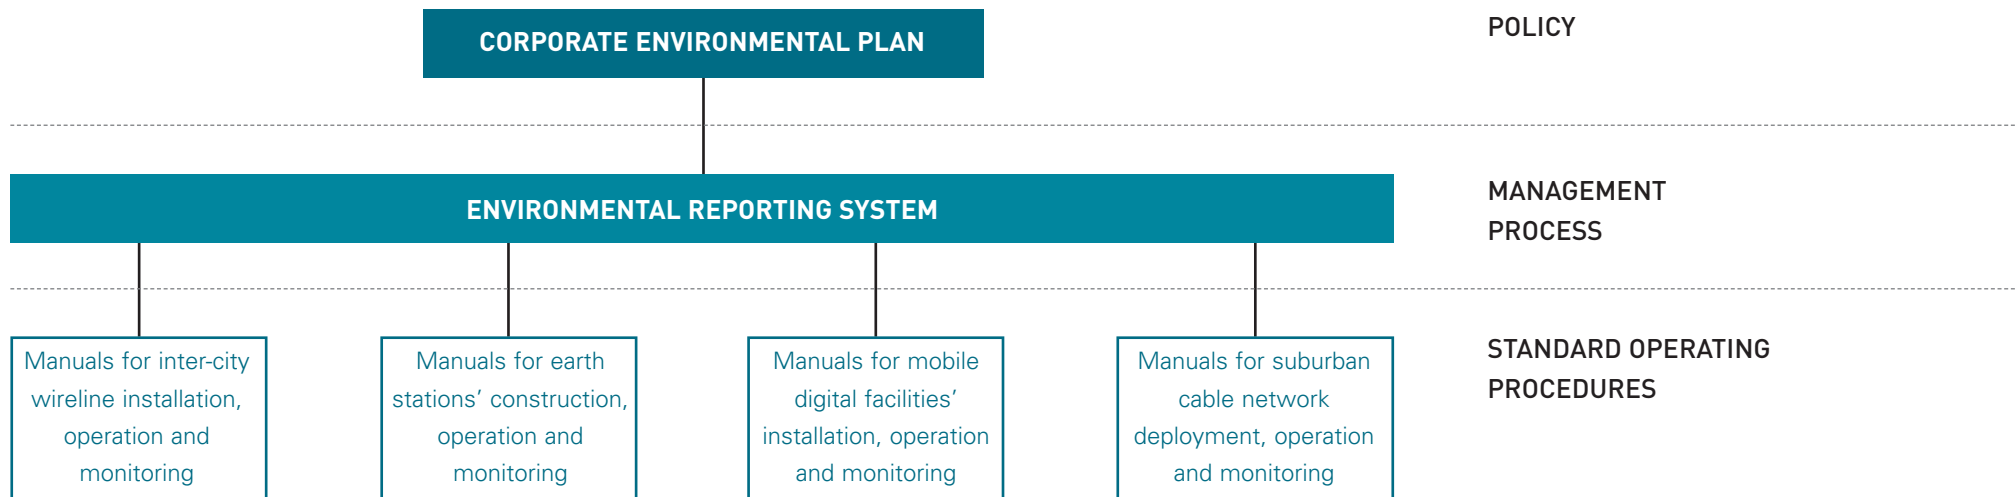 CORPORATE ENVIRONMENTAL PLAN
POLICY
ENVIRONMENTAL REPORTING SYSTEM
MANAGEMENT
PROCESS
Manuals for inter-city
wireline installation,
operation and
monitoring
Manuals for earth
stations’ construction,
operation and
monitoring
Manuals for mobile
digital facilities’
installation, operation
and monitoring
Manuals for suburban
cable network
deployment, operation
and monitoring
STANDARD OPERATING
PROCEDURES